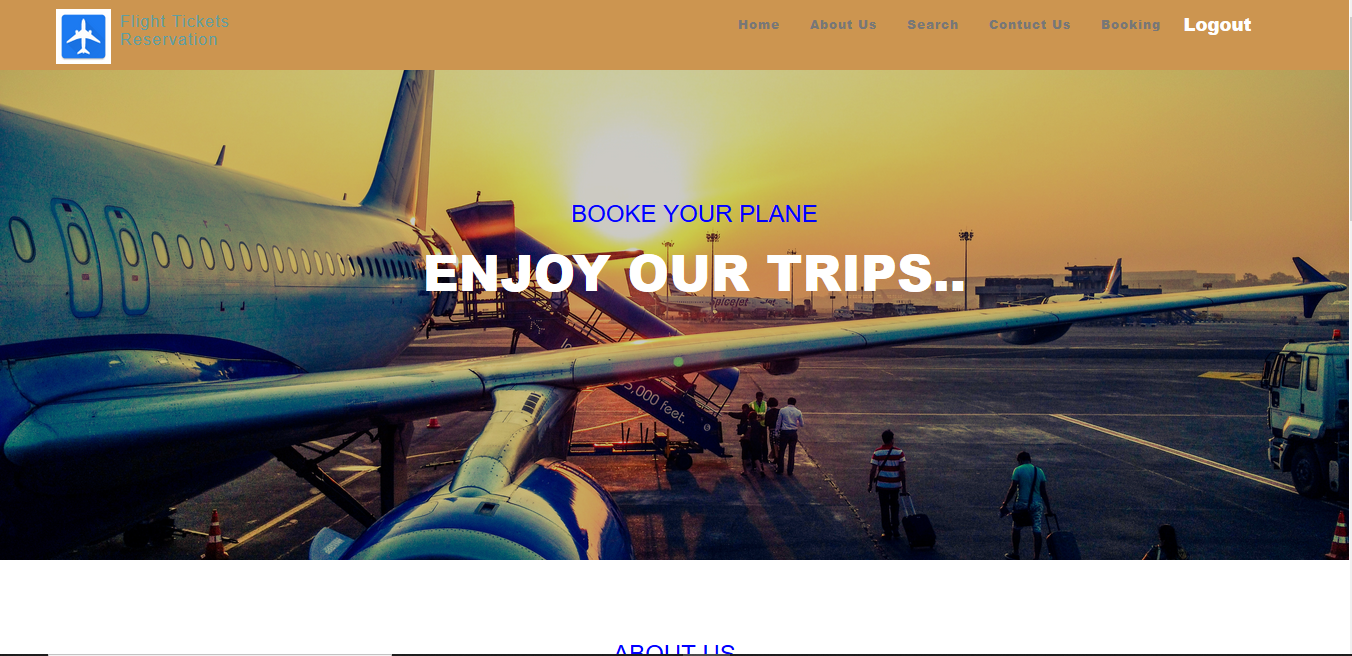 Flight Tickets
Reservation
Home About Us Search Contuct Us Booking Logout
BOOKE YOUR PLANE
ENJOY OUR TRIPS..
SpiceJet
.com
5,000 feet.
ABOUT US